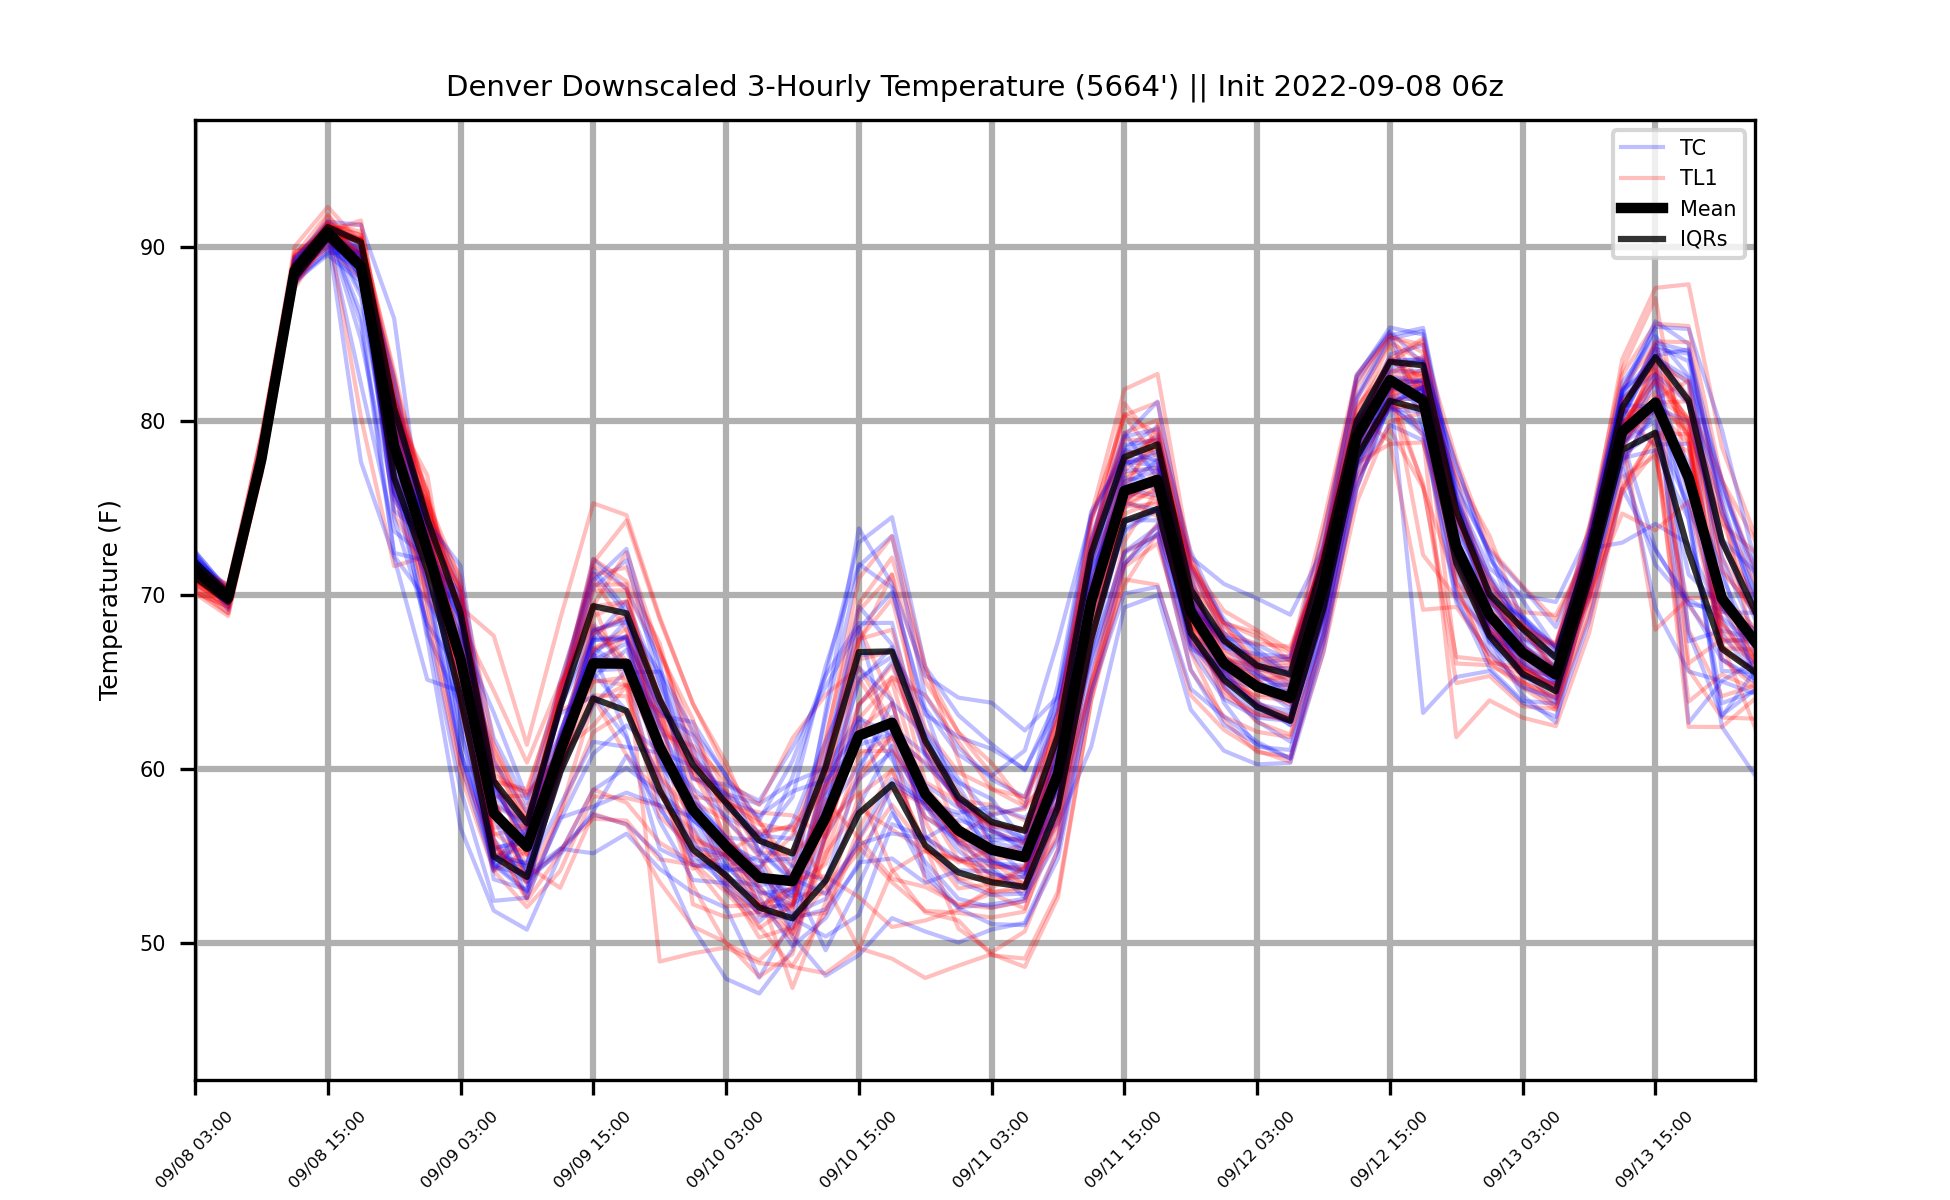 Denver Downscaled 3-Hourly Temperature (5664') || Init 2022-09-08 06z
TC
TL1
Mean
IQRs
Temperature (F)
90
80
70
60
50
09/08 03:00
09/08 15:00
09/09 03:00
09/09 15:00
09/10 03:00
09/10 15:00
09/11 03:00
09/11 15:00
09/12 03:00
09/12 15:00
09/13 03:00
09/13 15:00